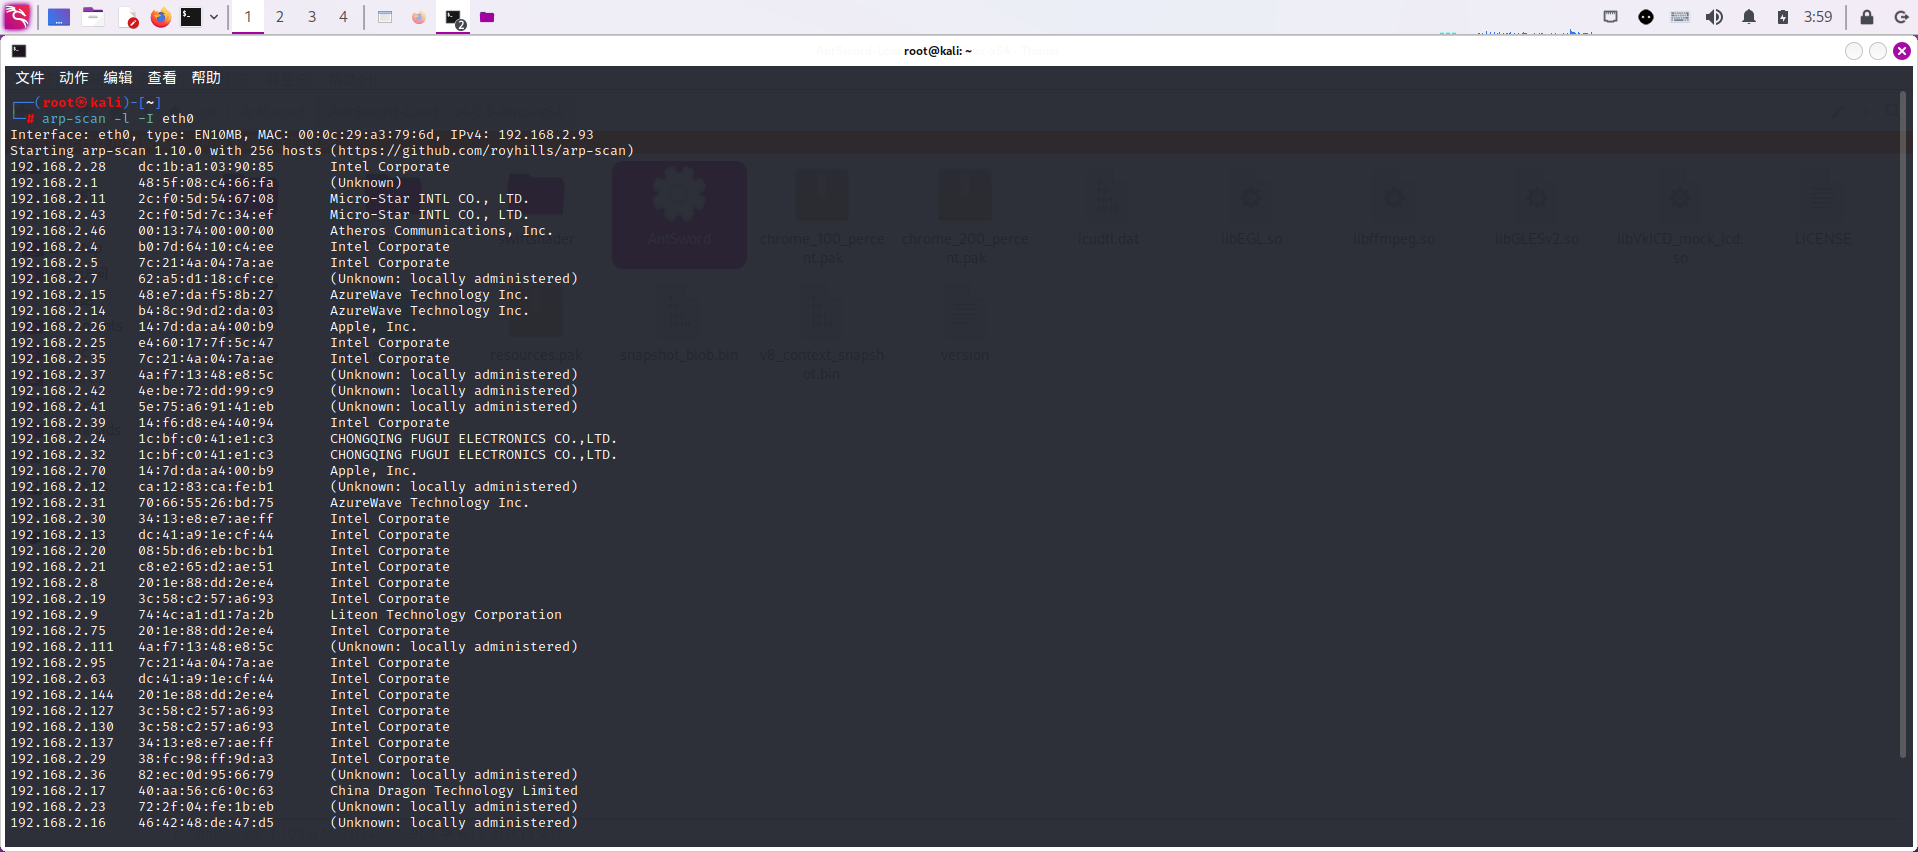 1 2 3 4 2 3:59
root@kali: ~
文件 动作 编辑 查看 帮助
┌──(root㉿kali)-[~]
└─# arp-scan -l -I eth0
Interface: eth0, type: EN10MB, MAC: 00:0c:29:a3:79:6d, IPv4: 192.168.2.93
Starting arp-scan 1.10.0 with 256 hosts (https://github.com/royhills/arp-scan)
192.168.2.28 dc:1b:a1:03:90:85 Intel Corporate
192.168.2.1 48:5f:08:c4:66:fa (Unknown)
192.168.2.11 2c:f0:5d:54:67:08 Micro-Star INTL CO., LTD.
192.168.2.43 2c:f0:5d:7c:34:ef Micro-Star INTL CO., LTD.
192.168.2.46 00:13:74:00:00:00 Atheros Communications, Inc.
192.168.2.4 b0:7d:64:10:c4:ee Intel Corporate
192.168.2.5 7c:21:4a:04:7a:ae Intel Corporate
192.168.2.7 62:a5:d1:18:cf:ce (Unknown: locally administered)
192.168.2.15 48:e7:da:f5:8b:27 AzureWave Technology Inc.
192.168.2.14 b4:8c:9d:d2:da:03 AzureWave Technology Inc.
192.168.2.26 14:7d:da:a4:00:b9 Apple, Inc.
192.168.2.25 e4:60:17:7f:5c:47 Intel Corporate
192.168.2.35 7c:21:4a:04:7a:ae Intel Corporate
192.168.2.37 4a:f7:13:48:e8:5c (Unknown: locally administered)
192.168.2.42 4e:be:72:dd:99:c9 (Unknown: locally administered)
192.168.2.41 5e:75:a6:91:41:eb (Unknown: locally administered)
192.168.2.39 14:f6:d8:e4:40:94 Intel Corporate
192.168.2.24 1c:bf:c0:41:e1:c3 CHONGQING FUGUI ELECTRONICS CO.,LTD.
192.168.2.32 1c:bf:c0:41:e1:c3 CHONGQING FUGUI ELECTRONICS CO.,LTD.
192.168.2.70 14:7d:da:a4:00:b9 Apple, Inc.
192.168.2.12 ca:12:83:ca:fe:b1 (Unknown: locally administered)
192.168.2.31 70:66:55:26:bd:75 AzureWave Technology Inc.
192.168.2.30 34:13:e8:e7:ae:ff Intel Corporate
192.168.2.13 dc:41:a9:1e:cf:44 Intel Corporate
192.168.2.20 08:5b:d6:eb:bc:b1 Intel Corporate
192.168.2.21 c8:e2:65:d2:ae:51 Intel Corporate
192.168.2.8 20:1e:88:dd:2e:e4 Intel Corporate
192.168.2.19 3c:58:c2:57:a6:93 Intel Corporate
192.168.2.9 74:4c:a1:d1:7a:2b Liteon Technology Corporation
192.168.2.75 20:1e:88:dd:2e:e4 Intel Corporate
192.168.2.111 4a:f7:13:48:e8:5c (Unknown: locally administered)
192.168.2.95 7c:21:4a:04:7a:ae Intel Corporate
192.168.2.63 dc:41:a9:1e:cf:44 Intel Corporate
192.168.2.144 20:1e:88:dd:2e:e4 Intel Corporate
192.168.2.127 3c:58:c2:57:a6:93 Intel Corporate
192.168.2.130 3c:58:c2:57:a6:93 Intel Corporate
192.168.2.137 34:13:e8:e7:ae:ff Intel Corporate
192.168.2.29 38:fc:98:ff:9d:a3 Intel Corporate
192.168.2.36 82:ec:0d:95:66:79 (Unknown: locally administered)
192.168.2.17 40:aa:56:c6:0c:63 China Dragon Technology Limited
192.168.2.23 72:2f:04:fe:1b:eb (Unknown: locally administered)
192.168.2.16 46:42:48:de:47:d5 (Unknown: locally administered)
AntSword chrome_100_perce chrome_200_perce icudtl.dat libEGL.so libffmpeg.so libGLESv2.so libVkICD_mock_icd. LICENSE
nt.pak nt.pak so
resources.pak snapshot_blob.bin v8_context_snapsh version
ot.bin